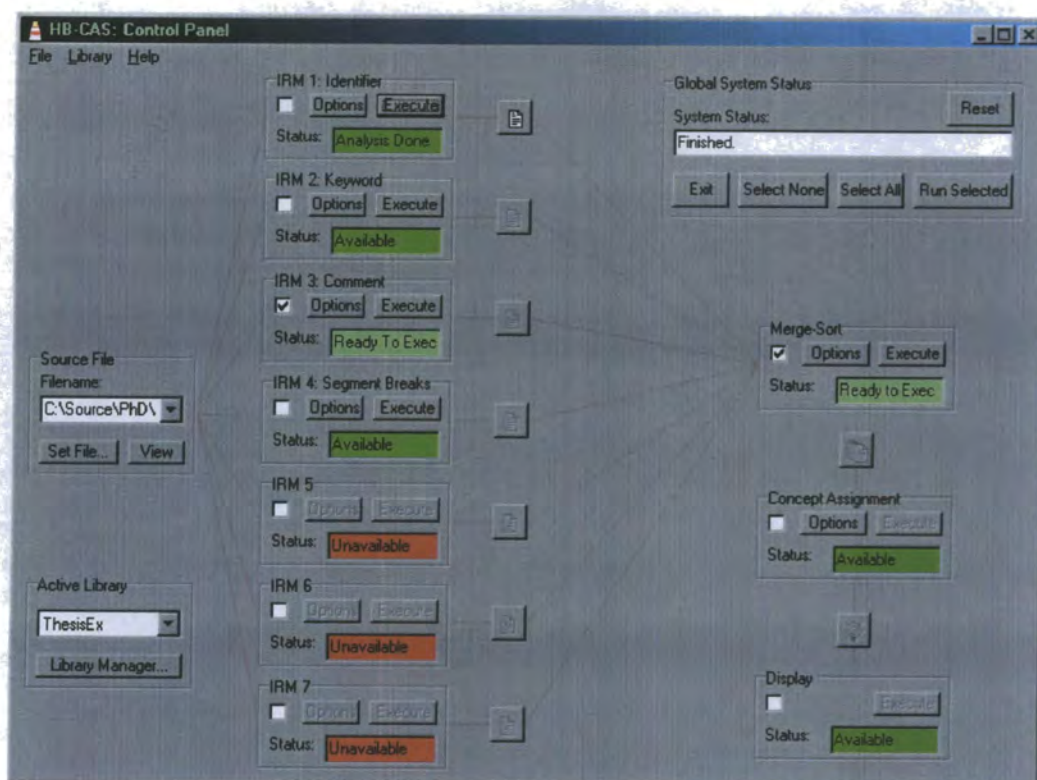 HB-CAS: Control Panel
File Library Help
IRM 1: Identifier
Options Execute
Status: Analysis Done
IRM 2: Keyword
Options Execute
Status: Available
IRM 3: Comment
Options Execute
Status: Ready To Exec
IRM 4: Segment Breaks
Options Execute
Status: Available
IRM 5
Options Execute
Status: Unavailable
IRM 6
Options Execute
Status: Unavailable
IRM 7
Options Execute
Status: Unavailable
Source File
Filename:
C:\Source\PhD\
Set File... View
Active Library
ThesisEx
Library Manager...
Global System Status
Reset
System Status:
Finished.
Exit Select None Select All Run Selected
Merge-Sort
Options Execute
Status: Ready to Exec
Concept Assignment
Options Execute
Status: Available
Display
Execute
Status: Available